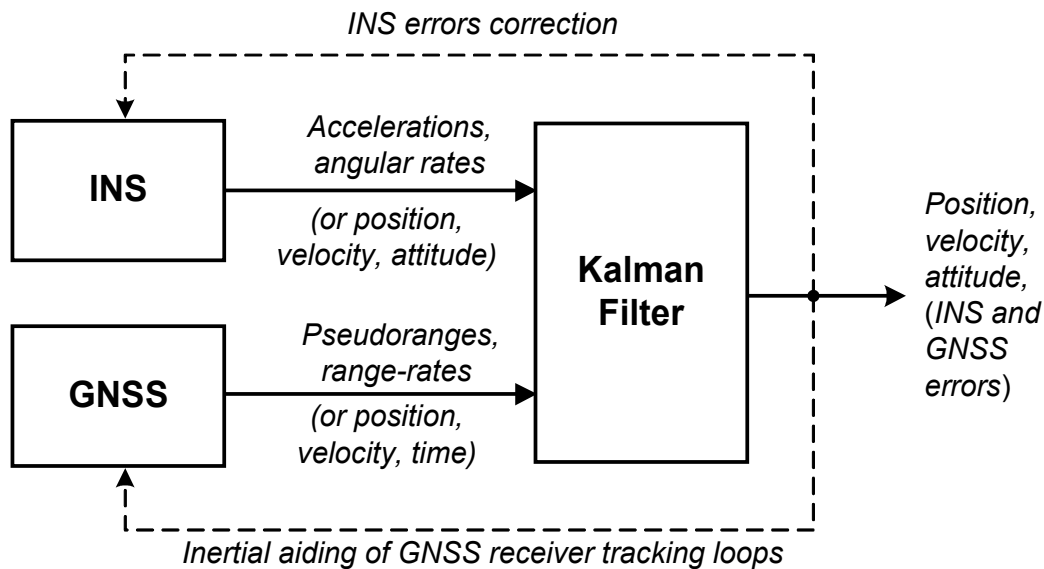 INS errors correction
INS
Accelerations,
angular rates
(or position,
velocity, attitude)
Kalman
Filter
Position,
velocity,
attitude,
(INS and
GNSS
errors)
GNSS
Pseudoranges,
range-rates
(or position,
velocity, time)
Inertial aiding of GNSS receiver tracking loops